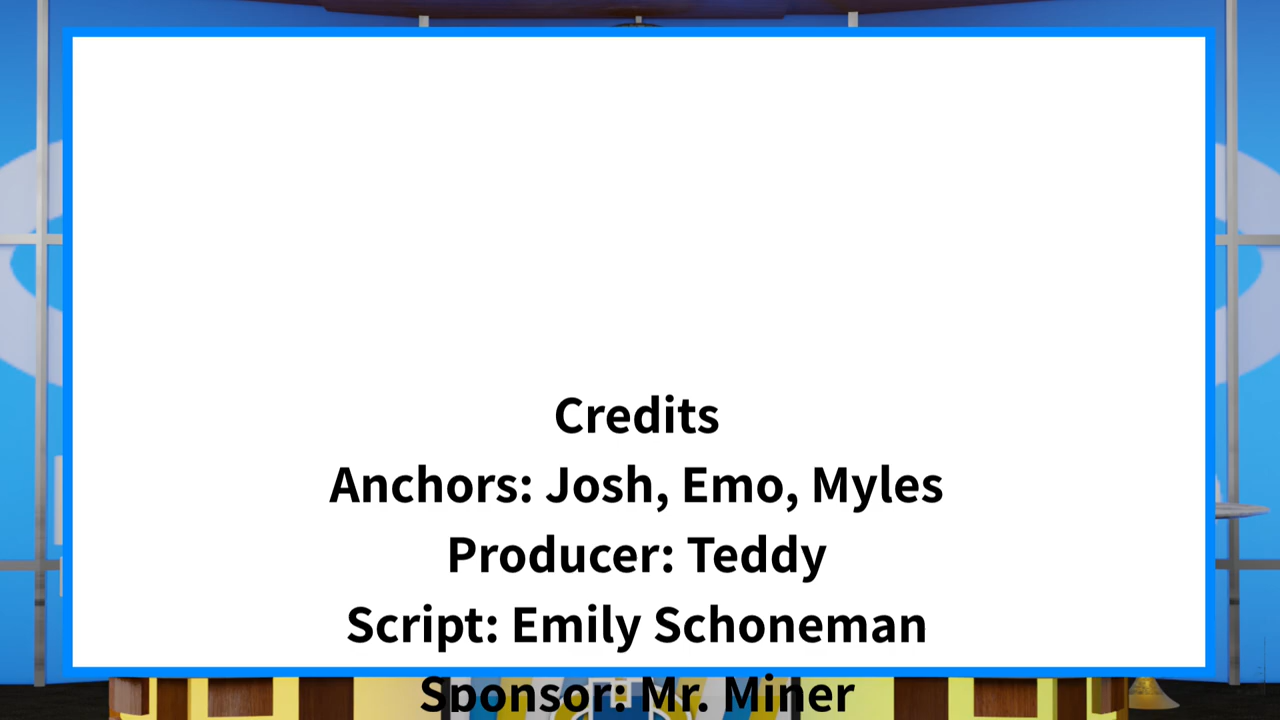 Credits
Anchors: Josh, Emo, Myles
Producer: Teddy
Script: Emily Schoneman
Sponsor: Mr. Miner